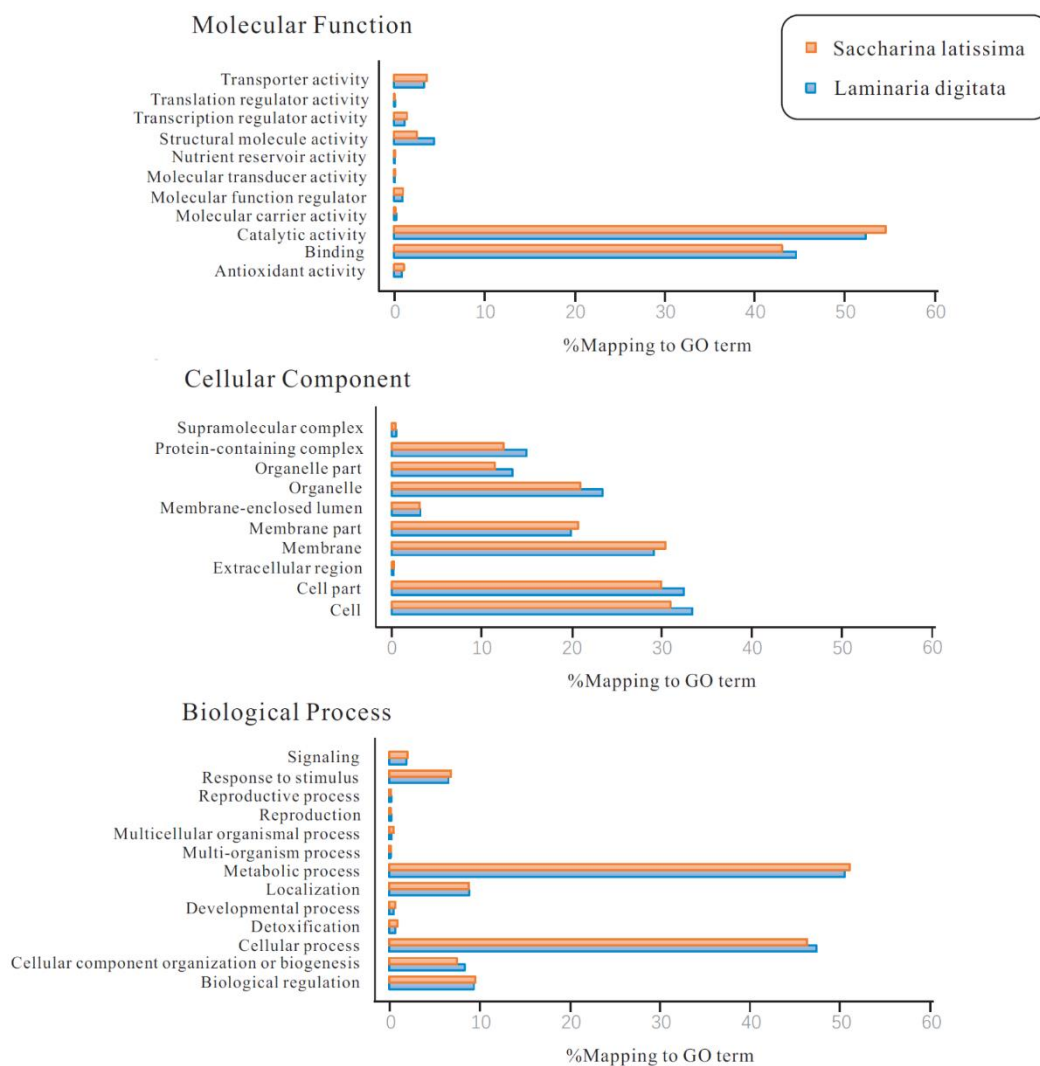 Molecular Function
Saccharina latissima
Laminaria digitata
Transporter activity
Translation regulator activity
Transcription regulator activity
Structural molecule activity
Nutrient reservoir activity
Molecular transducer activity
Molecular function regulator
Molecular carrier activity
Catalytic activity
Binding
Antioxidant activity
0 10 20 30 40 50 60
%Mapping to GO term
Cellular Component
Supramolecular complex
Protein-containing complex
Organelle part
Organelle
Membrane-enclosed lumen
Membrane part
Membrane
Extracellular region
Cell part
Cell
0 10 20 30 40 50 60
%Mapping to GO term
Biological Process
Signaling
Response to stimulus
Reproductive process
Reproduction
Multicellular organismal process
Multi-organism process
Metabolic process
Localization
Developmental process
Detoxification
Cellular process
Cellular component organization or biogenesis
Biological regulation
0 10 20 30 40 50 60
%Mapping to GO term